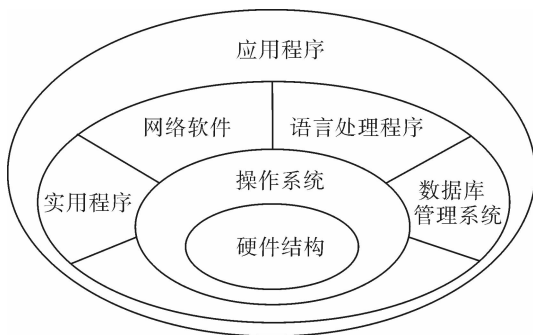 应用程序
网络软件
语言处理程序
实用程序
操作系统
数据库
管理系统
硬件结构